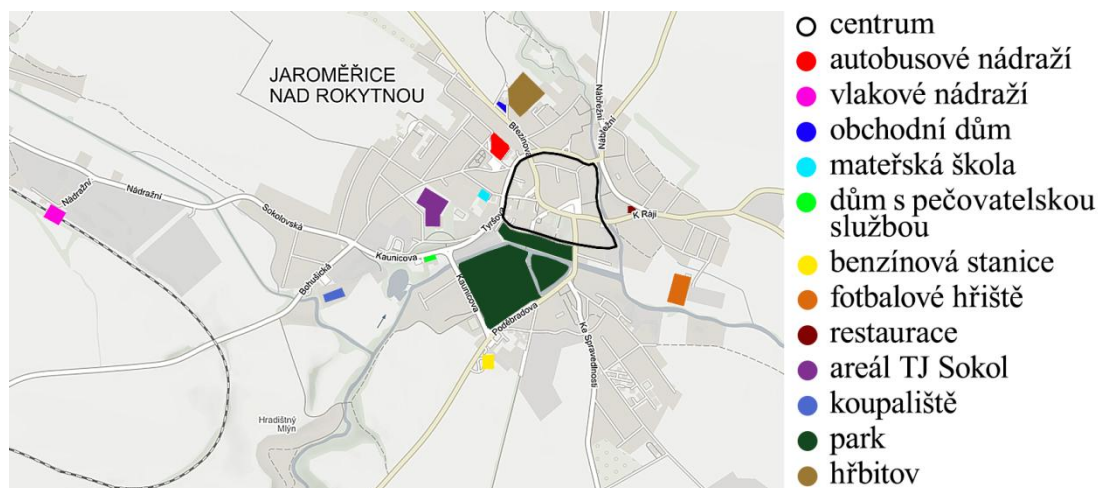 JAROMĚŘICE
NAD ROKYTNOU
Březinova
Nábřežní
Nábřežní
Nádražní
Nádražní
Sokolovská
Tyršova
K Ráji
Kaunicova
Bohušická
Kaunicova
Poděbradova
Ke Spravedlnosti
Hradištný
Mlýn
centrum
autobusové nádraží
vlakové nádraží
obchodní dům
mateřská škola
dům s pečovatelskou
službou
benzínová stanice
fotbalové hřiště
restaurace
areál TJ Sokol
koupaliště
park
hřbitov